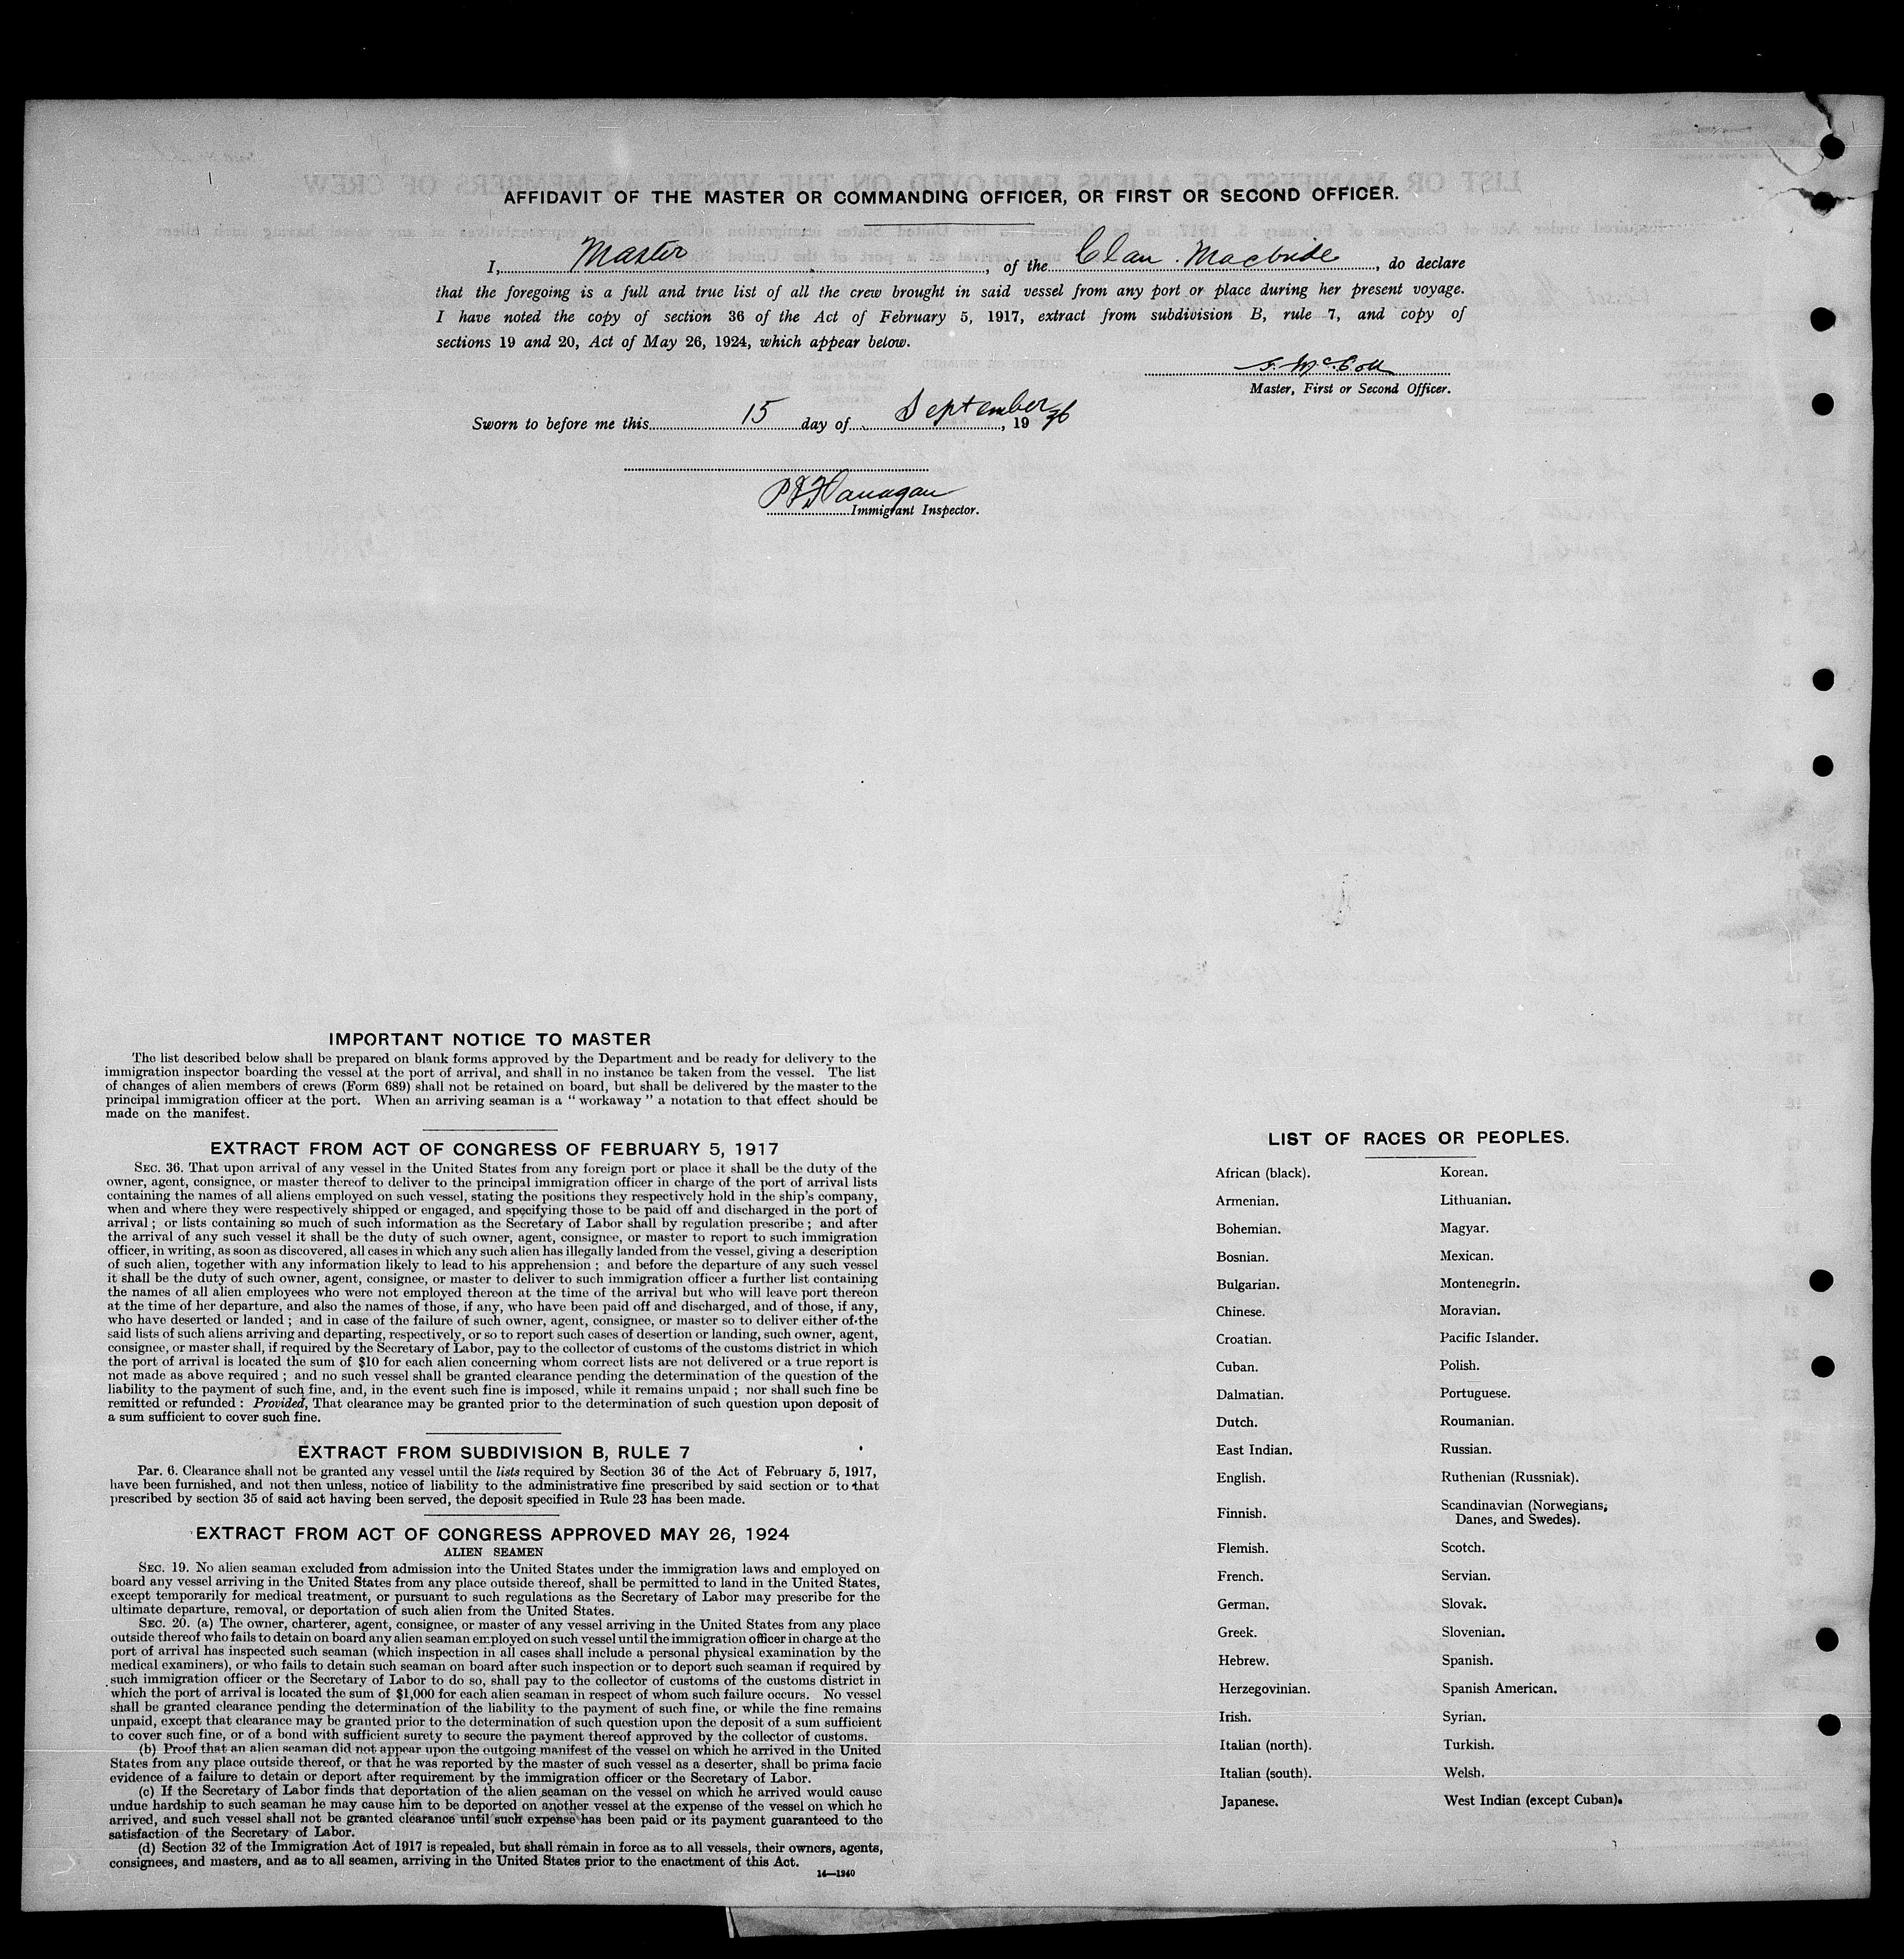 AFFIDAVIT OF THE MASTER OR COMMANDING OFFICER, OR FIRST OR SECOND OFFICER.
I, Master, of the Clan Macbride, do declare
that the foregoing is a full and true list of all the crew brought in said vessel from any port or place during her present voyage.
I have noted the copy of section 36 of the Act of February 5, 1917, extract from subdivision B, rule 7, and copy of
sections 19 and 20, Act of May 26, 1924, which appear below.
Master, First or Second Officer.
Sworn to before me this 15 day of September, 19 36
P J Flanagan
Immigrant Inspector.
IMPORTANT NOTICE TO MASTER
The list described below shall be prepared on blank forms approved by the Department and be ready for delivery to the
immigration inspector boarding the vessel at the port of arrival, and shall in no instance be taken from the vessel. The list
of changes of alien members of crews (Form 689) shall not be retained on board, but shall be delivered by the master to the
principal immigration officer at the port. When an arriving seaman is a “ workaway ” a notation to that effect should be
made on the manifest.
EXTRACT FROM ACT OF CONGRESS OF FEBRUARY 5, 1917
SEC. 36. That upon arrival of any vessel in the United States from any foreign port or place it shall be the duty of the
owner, agent, consignee, or master thereof to deliver to the principal immigration officer in charge of the port of arrival lists
containing the names of all aliens employed on such vessel, stating the positions they respectively hold in the ship's company,
when and where they were respectively shipped or engaged, and specifying those to be paid off and discharged in the port of
arrival ; or lists containing so much of such information as the Secretary of Labor shall by regulation prescribe ; and after
the arrival of any such vessel it shall be the duty of such owner, agent, consignee, or master to report to such immigration
officer, in writing, as soon as discovered, all cases in which any such alien has illegally landed from the vessel, giving a description
of such alien, together with any information likely to lead to his apprehension ; and before the departure of any such vessel
it shall be the duty of such owner, agent, consignee, or master to deliver to such immigration officer a further list containing
the names of all alien employees who were not employed thereon at the time of the arrival but who will leave port thereon
at the time of her departure, and also the names of those, if any, who have been paid off and discharged, and of those, if any,
who have deserted or landed ; and in case of the failure of such owner, agent, consignee, or master so to deliver either of the
said lists of such aliens arriving and departing, respectively, or so to report such cases of desertion or landing, such owner, agent,
consignee, or master shall, if required by the Secretary of Labor, pay to the collector of customs of the customs district in which
the port of arrival is located the sum of $10 for each alien concerning whom correct lists are not delivered or a true report is
not made as above required ; and no such vessel shall be granted clearance pending the determination of the question of the
liability to the payment of such fine, and, in the event such fine is imposed, while it remains unpaid ; nor shall such fine be
remitted or refunded : Provided, That clearance may be granted prior to the determination of such question upon deposit of
a sum sufficient to cover such fine.
EXTRACT FROM SUBDIVISION B, RULE 7
Par. 6. Clearance shall not be granted any vessel until the lists required by Section 36 of the Act of February 5, 1917,
have been furnished, and not then unless, notice of liability to the administrative fine prescribed by said section or to that
prescribed by section 35 of said act having been served, the deposit specified in Rule 23 has been made.
EXTRACT FROM ACT OF CONGRESS APPROVED MAY 26, 1924
ALIEN SEAMEN
SEC. 19. No alien seaman excluded from admission into the United States under the immigration laws and employed on
board any vessel arriving in the United States from any place outside thereof, shall be permitted to land in the United States,
except temporarily for medical treatment, or pursuant to such regulations as the Secretary of Labor may prescribe for the
ultimate departure, removal, or deportation of such alien from the United States.
SEC. 20. (a) The owner, charterer, agent, consignee, or master of any vessel arriving in the United States from any place
outside thereof who fails to detain on board any alien seaman employed on such vessel until the immigration officer in charge at the
port of arrival has inspected such seaman (which inspection in all cases shall include a personal physical examination by the
medical examiners), or who fails to detain such seaman on board after such inspection or to deport such seaman if required by
such immigration officer or the Secretary of Labor to do so, shall pay to the collector of customs of the customs district in
which the port of arrival is located the sum of $1,000 for each alien seaman in respect of whom such failure occurs. No vessel
shall be granted clearance pending the determination of the liability to the payment of such fine, or while the fine remains
unpaid, except that clearance may be granted prior to the determination of such question upon the deposit of a sum sufficient
to cover such fine, or of a bond with sufficient surety to secure the payment thereof approved by the collector of customs.
(b) Proof that an alien seaman did not appear upon the outgoing manifest of the vessel on which he arrived in the United
States from any place outside thereof, or that he was reported by the master of such vessel as a deserter, shall be prima facie
evidence of a failure to detain or deport after requirement by the immigration officer or the Secretary of Labor.
(c) If the Secretary of Labor finds that deportation of the alien seaman on the vessel on which he arrived would cause
undue hardship to such seaman he may cause him to be deported on another vessel at the expense of the vessel on which he
arrived, and such vessel shall not be granted clearance until such expense has been paid or its payment guaranteed to the
satisfaction of the Secretary of Labor.
(d) Section 32 of the Immigration Act of 1917 is repealed, but shall remain in force as to all vessels, their owners, agents,
consignees, and masters, and as to all seamen, arriving in the United States prior to the enactment of this Act.
14—1240
LIST OF RACES OR PEOPLES.
African (black).
Armenian.
Bohemian.
Bosnian.
Bulgarian.
Chinese.
Croatian.
Cuban.
Dalmatian.
Dutch.
East Indian.
English.
Finnish.
Flemish.
French.
German.
Greek.
Hebrew.
Herzegovinian.
Irish.
Italian (north).
Italian (south).
Japanese.
Korean.
Lithuanian.
Magyar.
Mexican.
Montenegrin.
Moravian.
Pacific Islander.
Polish.
Portuguese.
Roumanian.
Russian.
Ruthenian (Russniak).
Scandinavian (Norwegians,
Danes, and Swedes).
Scotch.
Servian.
Slovak.
Slovenian.
Spanish.
Spanish American.
Syrian.
Turkish.
Welsh.
West Indian (except Cuban).